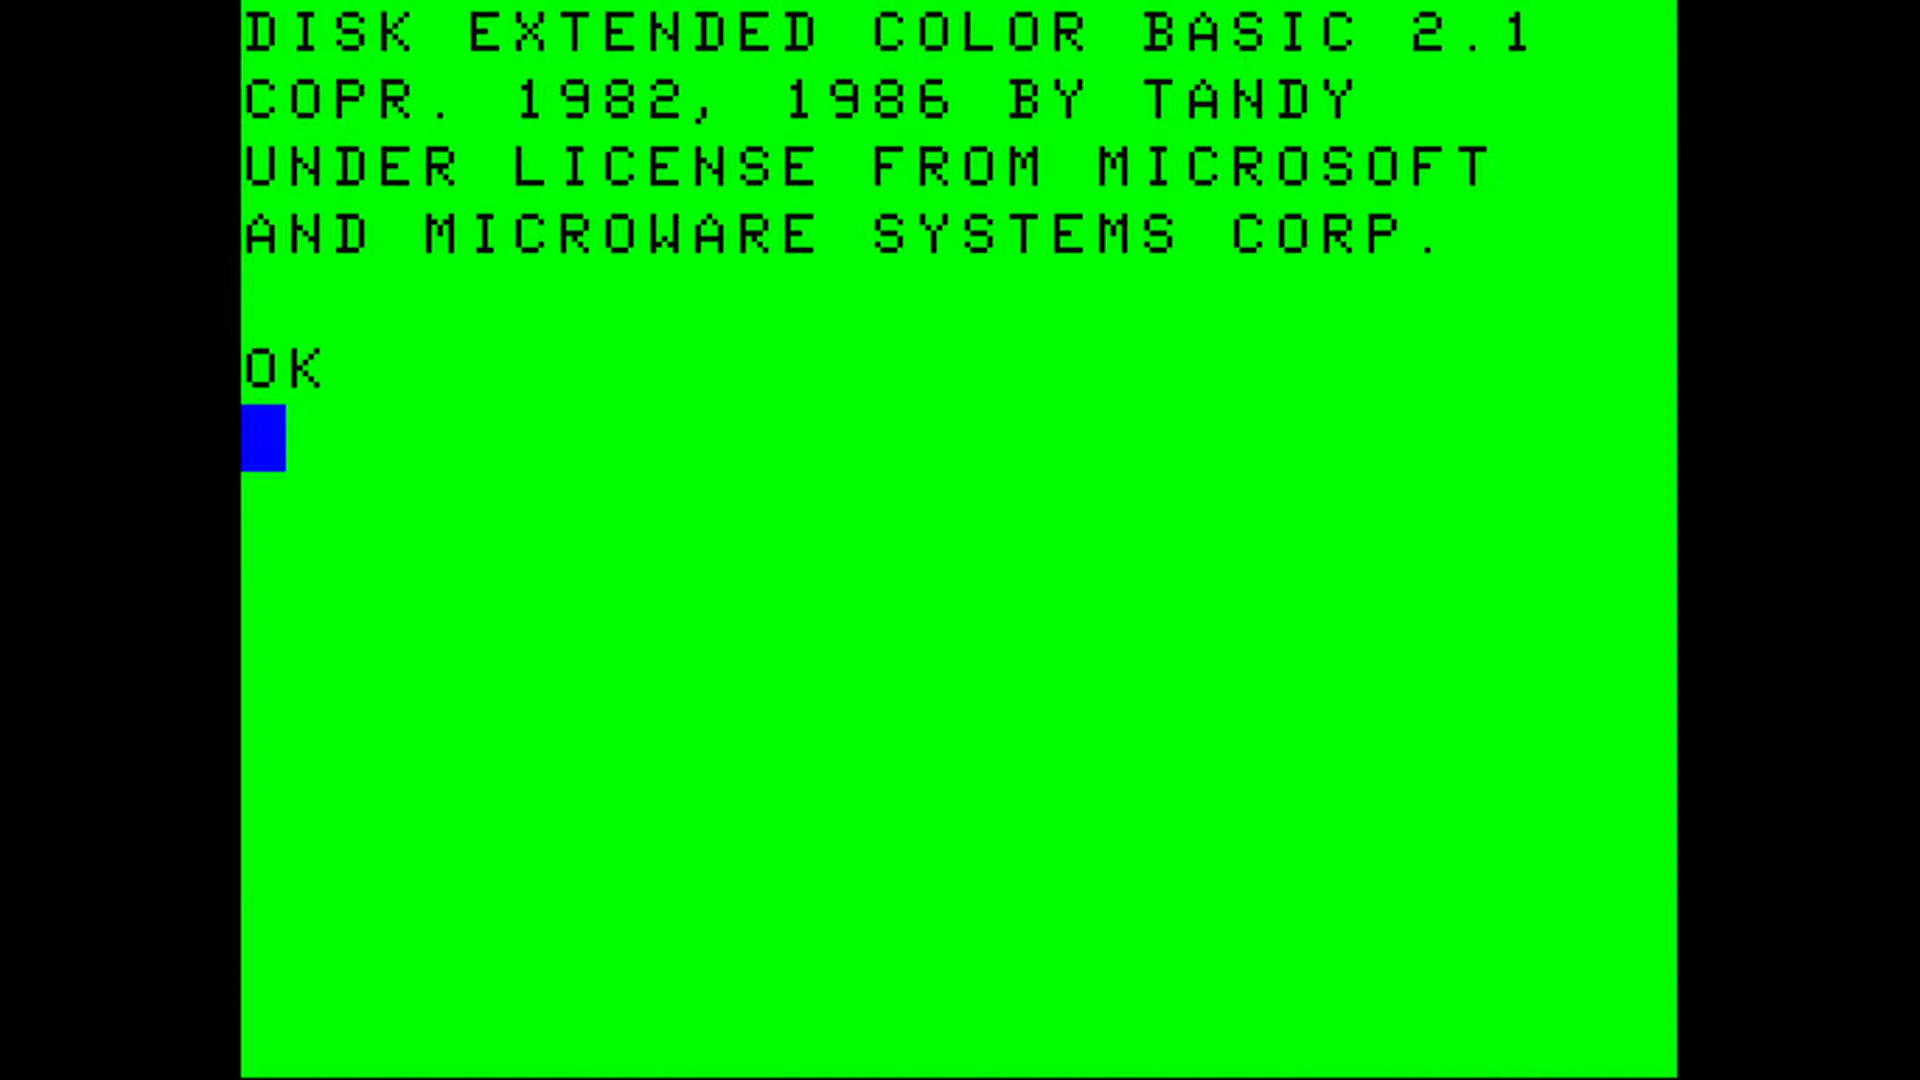 DISK EXTENDED COLOR BASIC 2.1
COPR. 1982, 1986 BY TANDY
UNDER LICENSE FROM MICROSOFT
AND MICROWARE SYSTEMS CORP.
OK